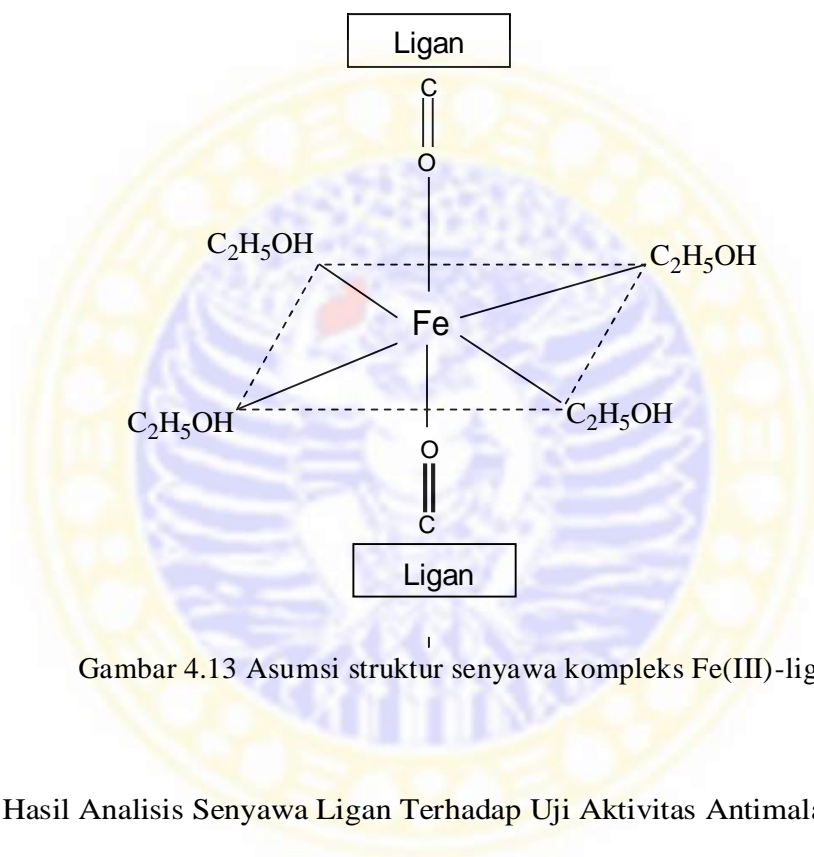 Ligan
C
O
C₂H₅OH
C₂H₅OH
Fe
C₂H₅OH
C₂H₅OH
O
C
Ligan
Gambar 4.13 Asumsi struktur senyawa kompleks Fe(III)-lig
Hasil Analisis Senyawa Ligan Terhadap Uji Aktivitas Antimala